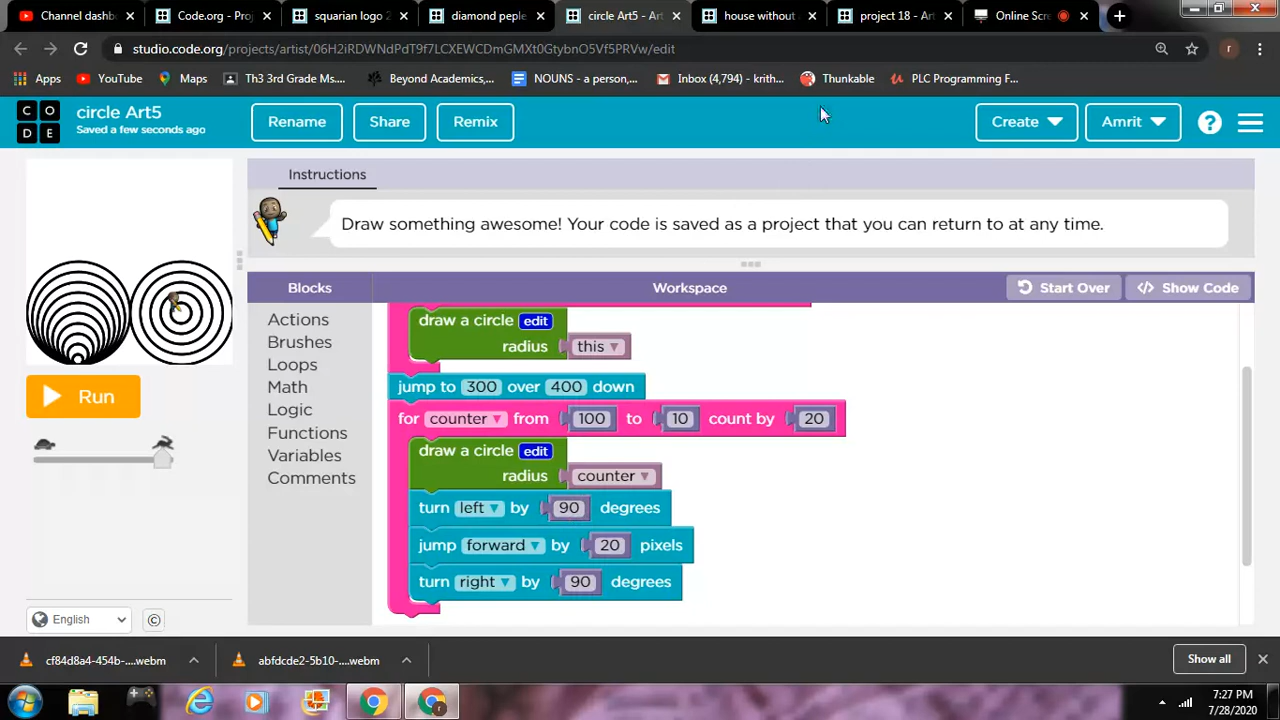 Channel dashb
Code.org - Proj
squarian logo 2
diamond peple
circle Art5 - Art
house without
project 18 - Art
Online Scre
studio.code.org/projects/artist/06H2iRDWNdPdT9f7LCXEWCDmGMXt0GtybnO5Vf5PRVw/edit
r
Apps
YouTube
Maps
Th3 3rd Grade Ms....
Beyond Academics,...
NOUNS - a person,...
Inbox (4,794) - krith...
Thunkable
PLC Programming F...
C O
D E
circle Art5
Saved a few seconds ago
Rename
Share
Remix
Create
Amrit
?
Instructions
Draw something awesome! Your code is saved as a project that you can return to at any time.
Blocks
Workspace
Start Over
</> Show Code
Actions
Brushes
Loops
Math
Logic
Functions
Variables
Comments
draw a circle edit
radius this
jump to 300 over 400 down
for counter from 100 to 10 count by 20
draw a circle edit
radius counter
turn left by 90 degrees
jump forward by 20 pixels
turn right by 90 degrees
Run
English
©
cf84d8a4-454b-....webm
abfdcde2-5b10-....webm
Show all
7:27 PM
7/28/2020